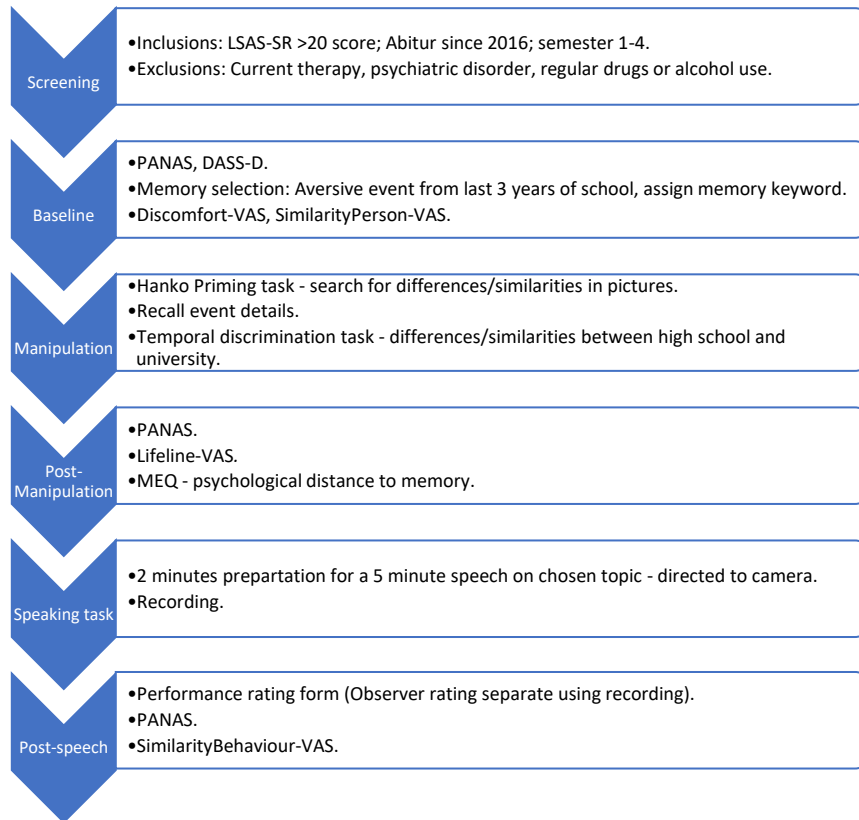 Screening
•Inclusions: LSAS-SR >20 score; Abitur since 2016; semester 1-4.
•Exclusions: Current therapy, psychiatric disorder, regular drugs or alcohol use.
Baseline
•PANAS, DASS-D.
•Memory selection: Aversive event from last 3 years of school, assign memory keyword.
•Discomfort-VAS, SimilarityPerson-VAS.
Manipulation
•Hanko Priming task - search for differences/similarities in pictures.
•Recall event details.
•Temporal discrimination task - differences/similarities between high school and
university.
Post-
Manipulation
•PANAS.
•Lifeline-VAS.
•MEQ - psychological distance to memory.
Speaking task
•2 minutes prepartation for a 5 minute speech on chosen topic - directed to camera.
•Recording.
Post-speech
•Performance rating form (Observer rating separate using recording).
•PANAS.
•SimilarityBehaviour-VAS.